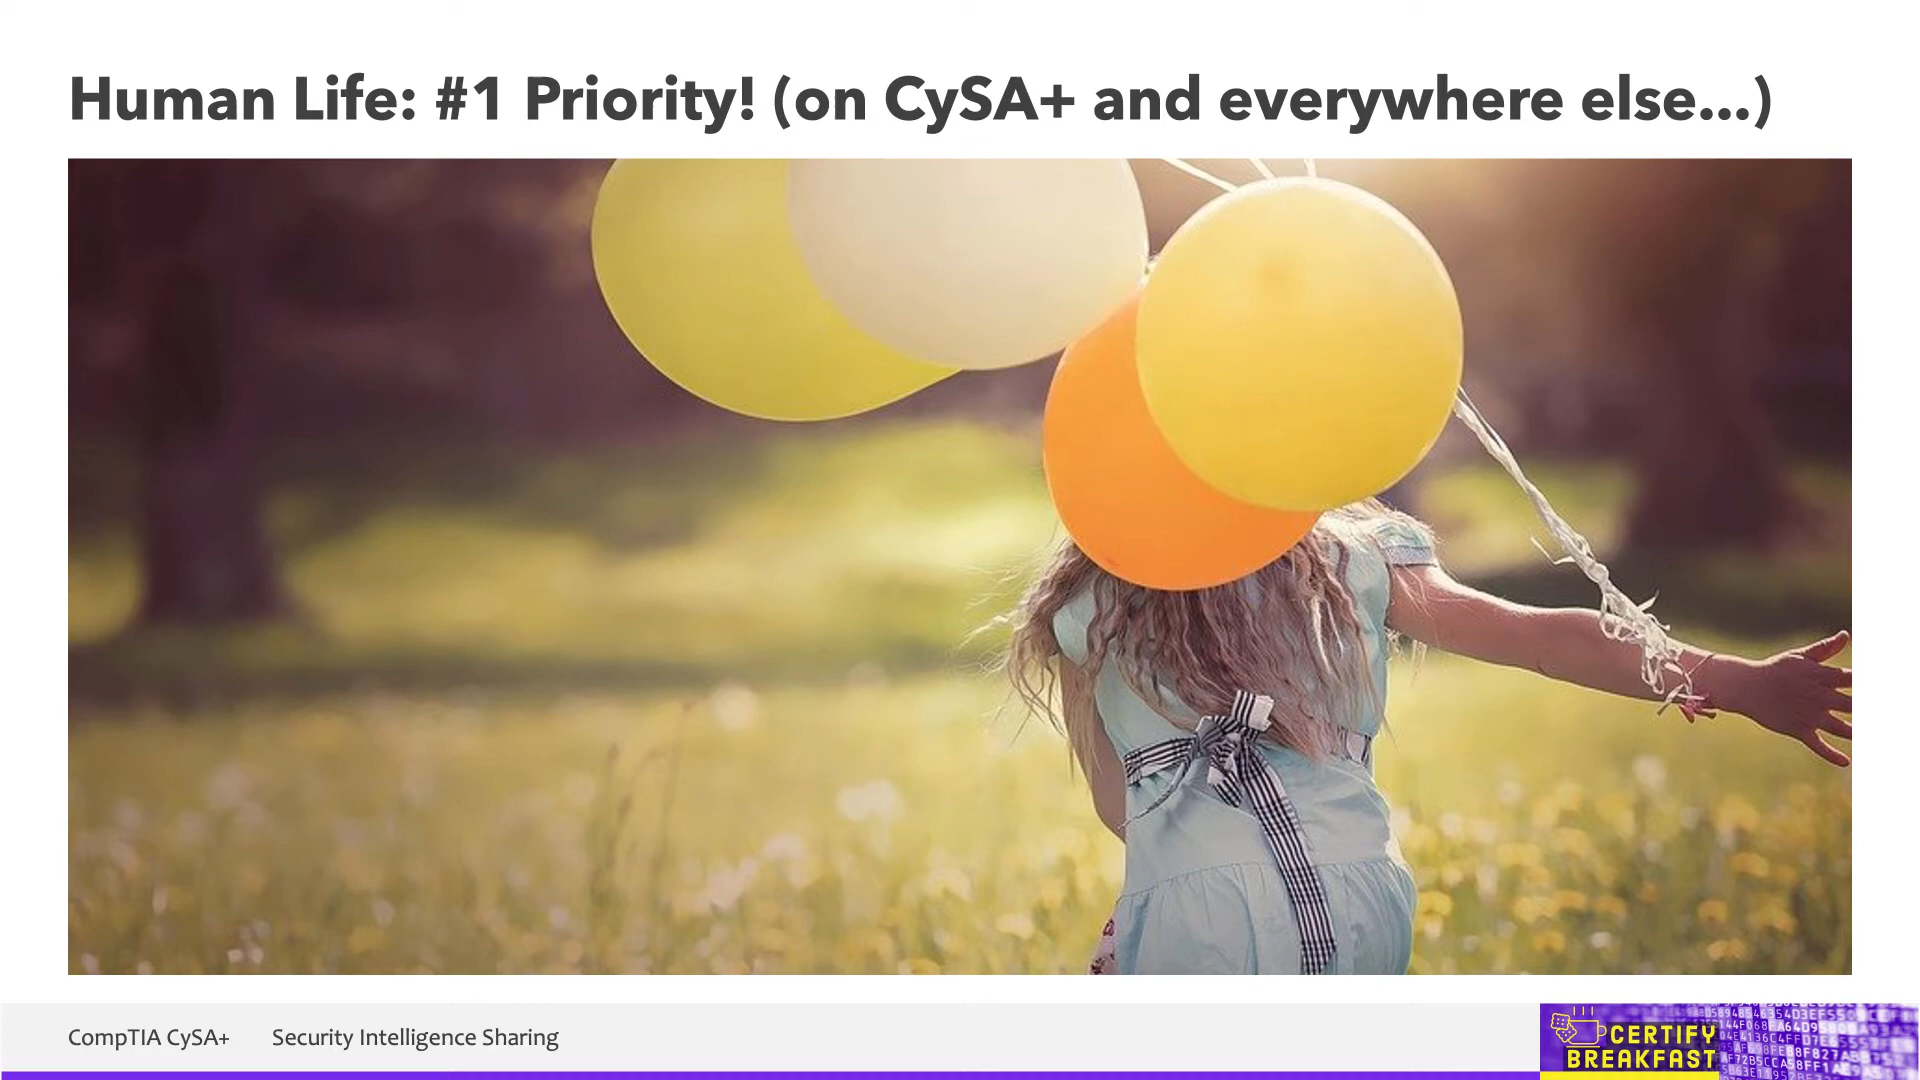 Human Life: #1 Priority! (on CySA+ and everywhere else...)
CompTIA CySA+ Security Intelligence Sharing
CERTIFY
BREAKFAST